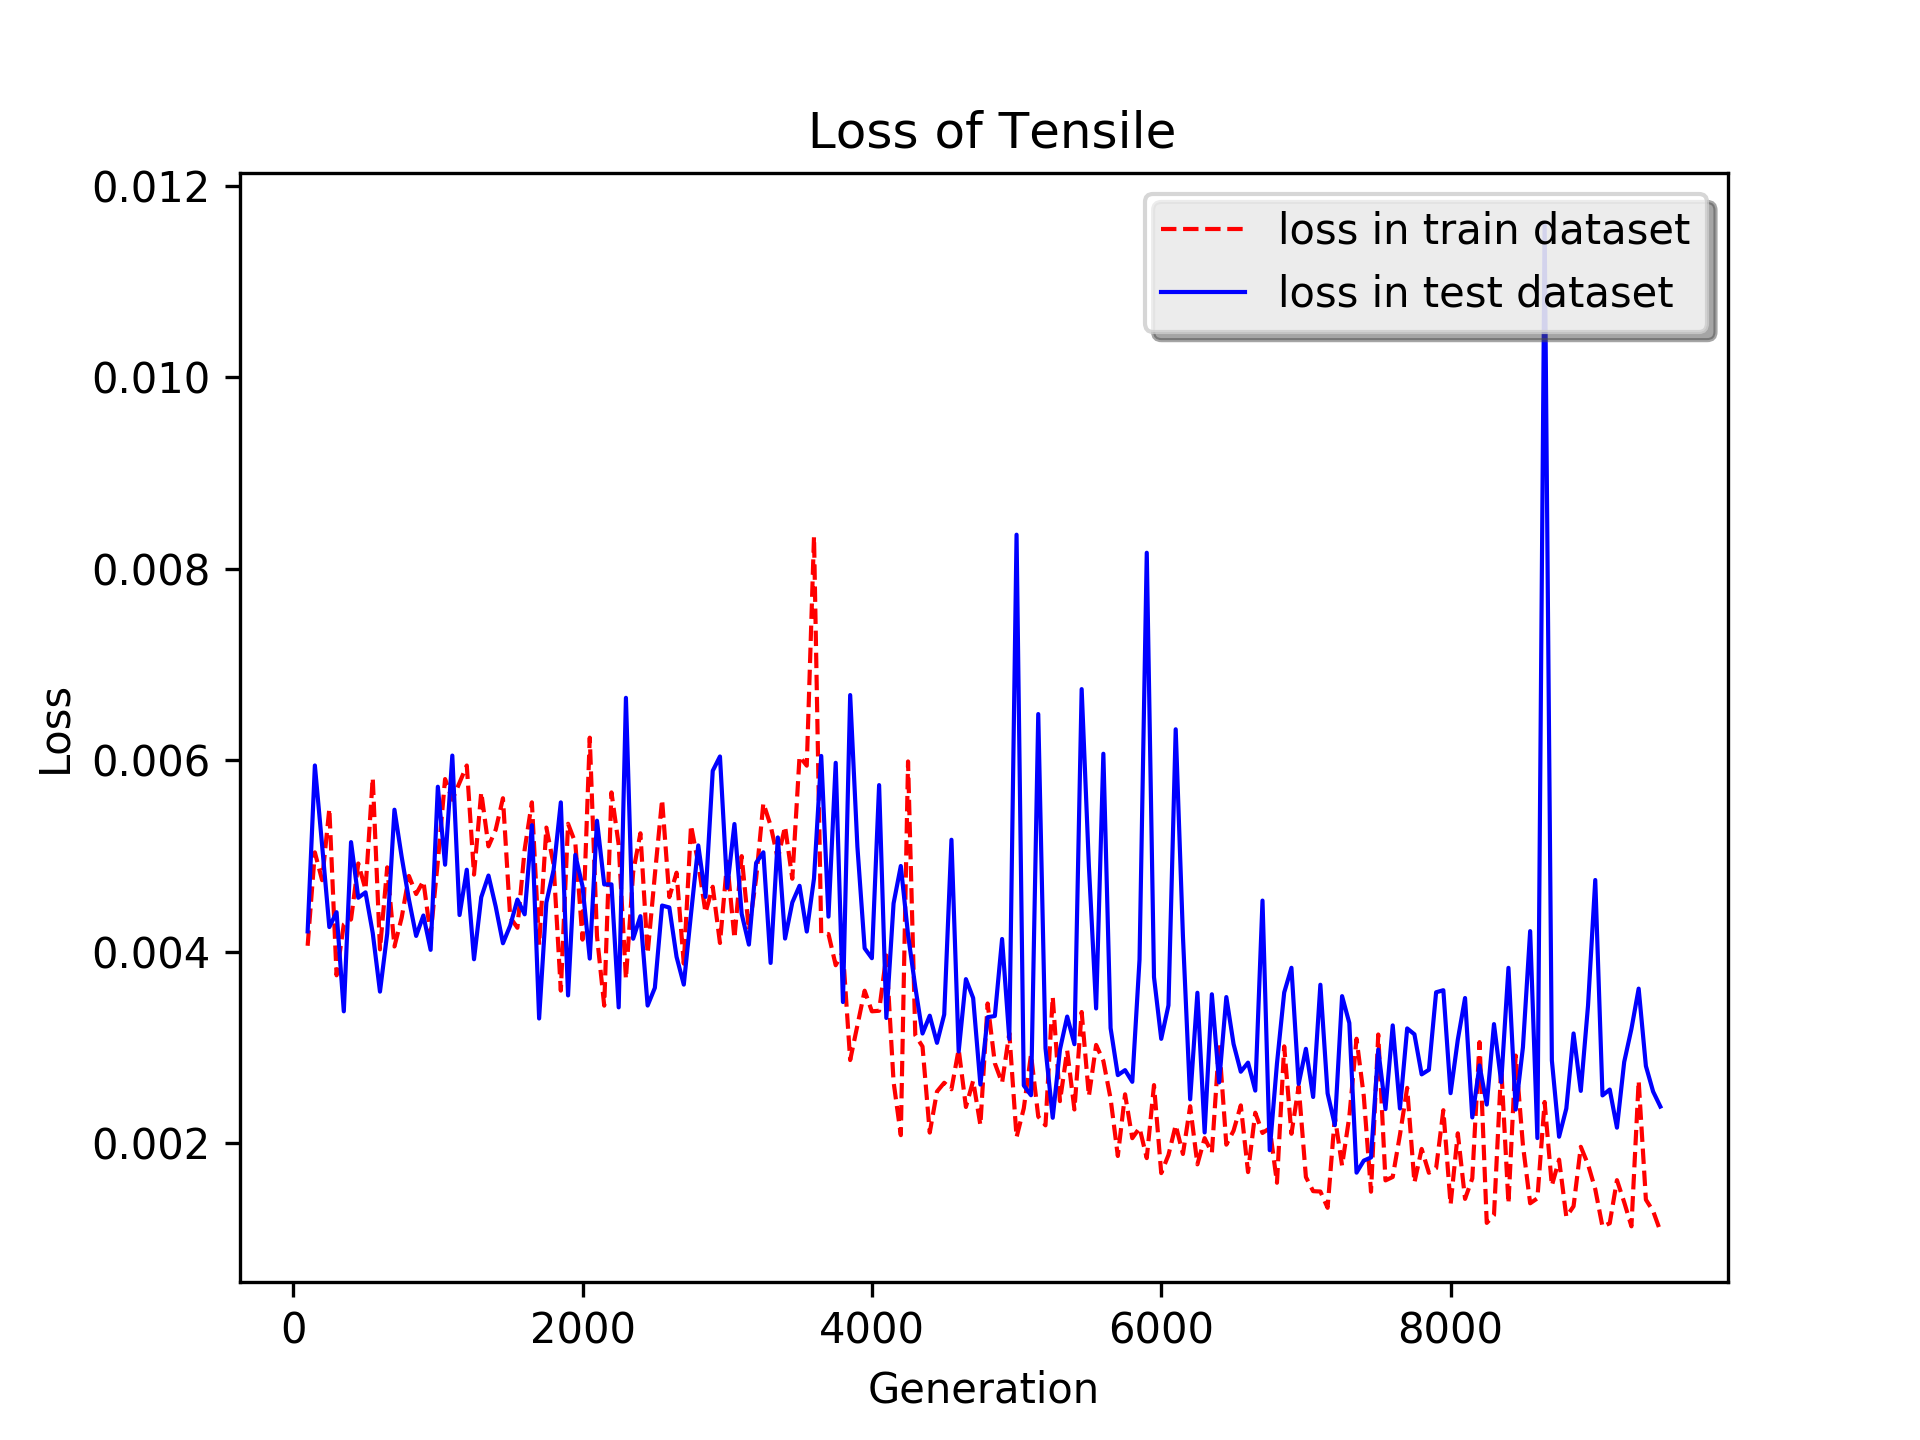 Loss of Tensile
0.012
0.010
0.008
0.006
0.004
0.002
Loss
loss in train dataset
loss in test dataset
0 2000 4000 6000 8000
Generation